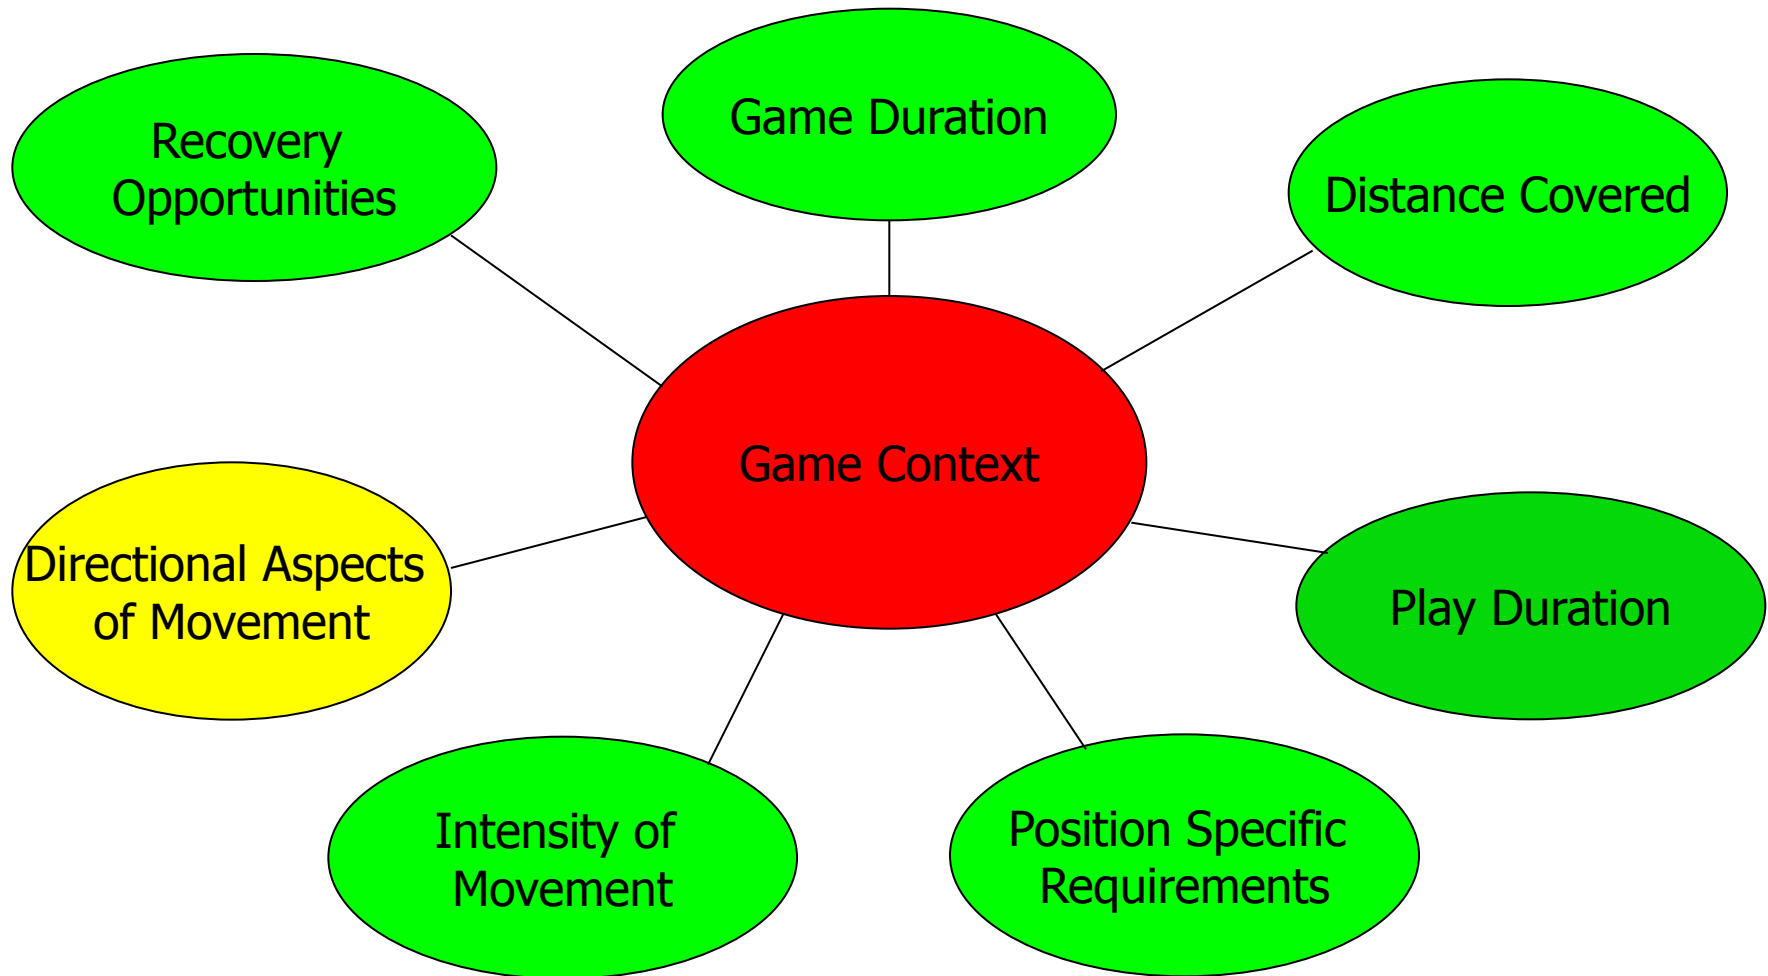 Game Duration
Recovery
Opportunities
Distance Covered
Game Context
Directional Aspects
of Movement
Play Duration
Intensity of
Movement
Position Specific
Requirements